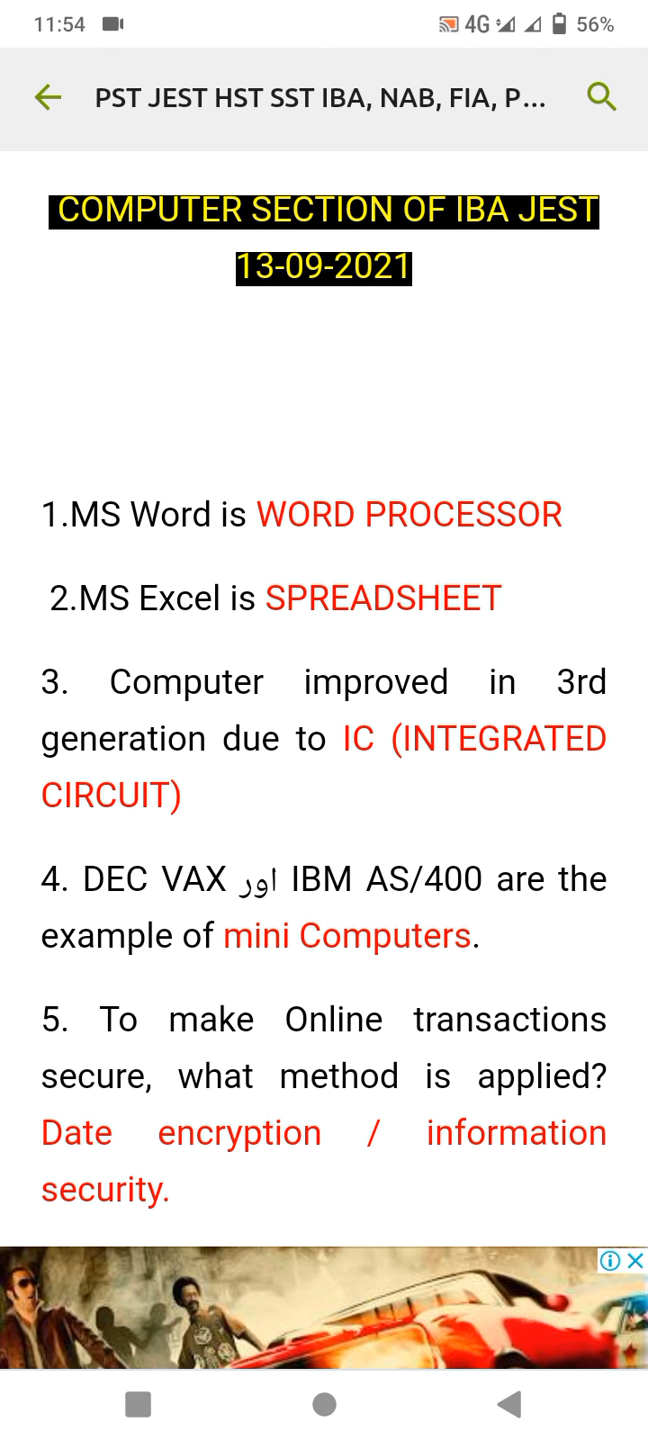 11:54
4G
56%
PST JEST HST SST IBA, NAB, FIA, P...
COMPUTER SECTION OF IBA JEST
13-09-2021
1.MS Word is WORD PROCESSOR
2.MS Excel is SPREADSHEET
3. Computer improved in 3rd
generation due to IC (INTEGRATED
CIRCUIT)
4. DEC VAX اور IBM AS/400 are the
example of mini Computers.
5. To make Online transactions
secure, what method is applied?
Date encryption / information
security.